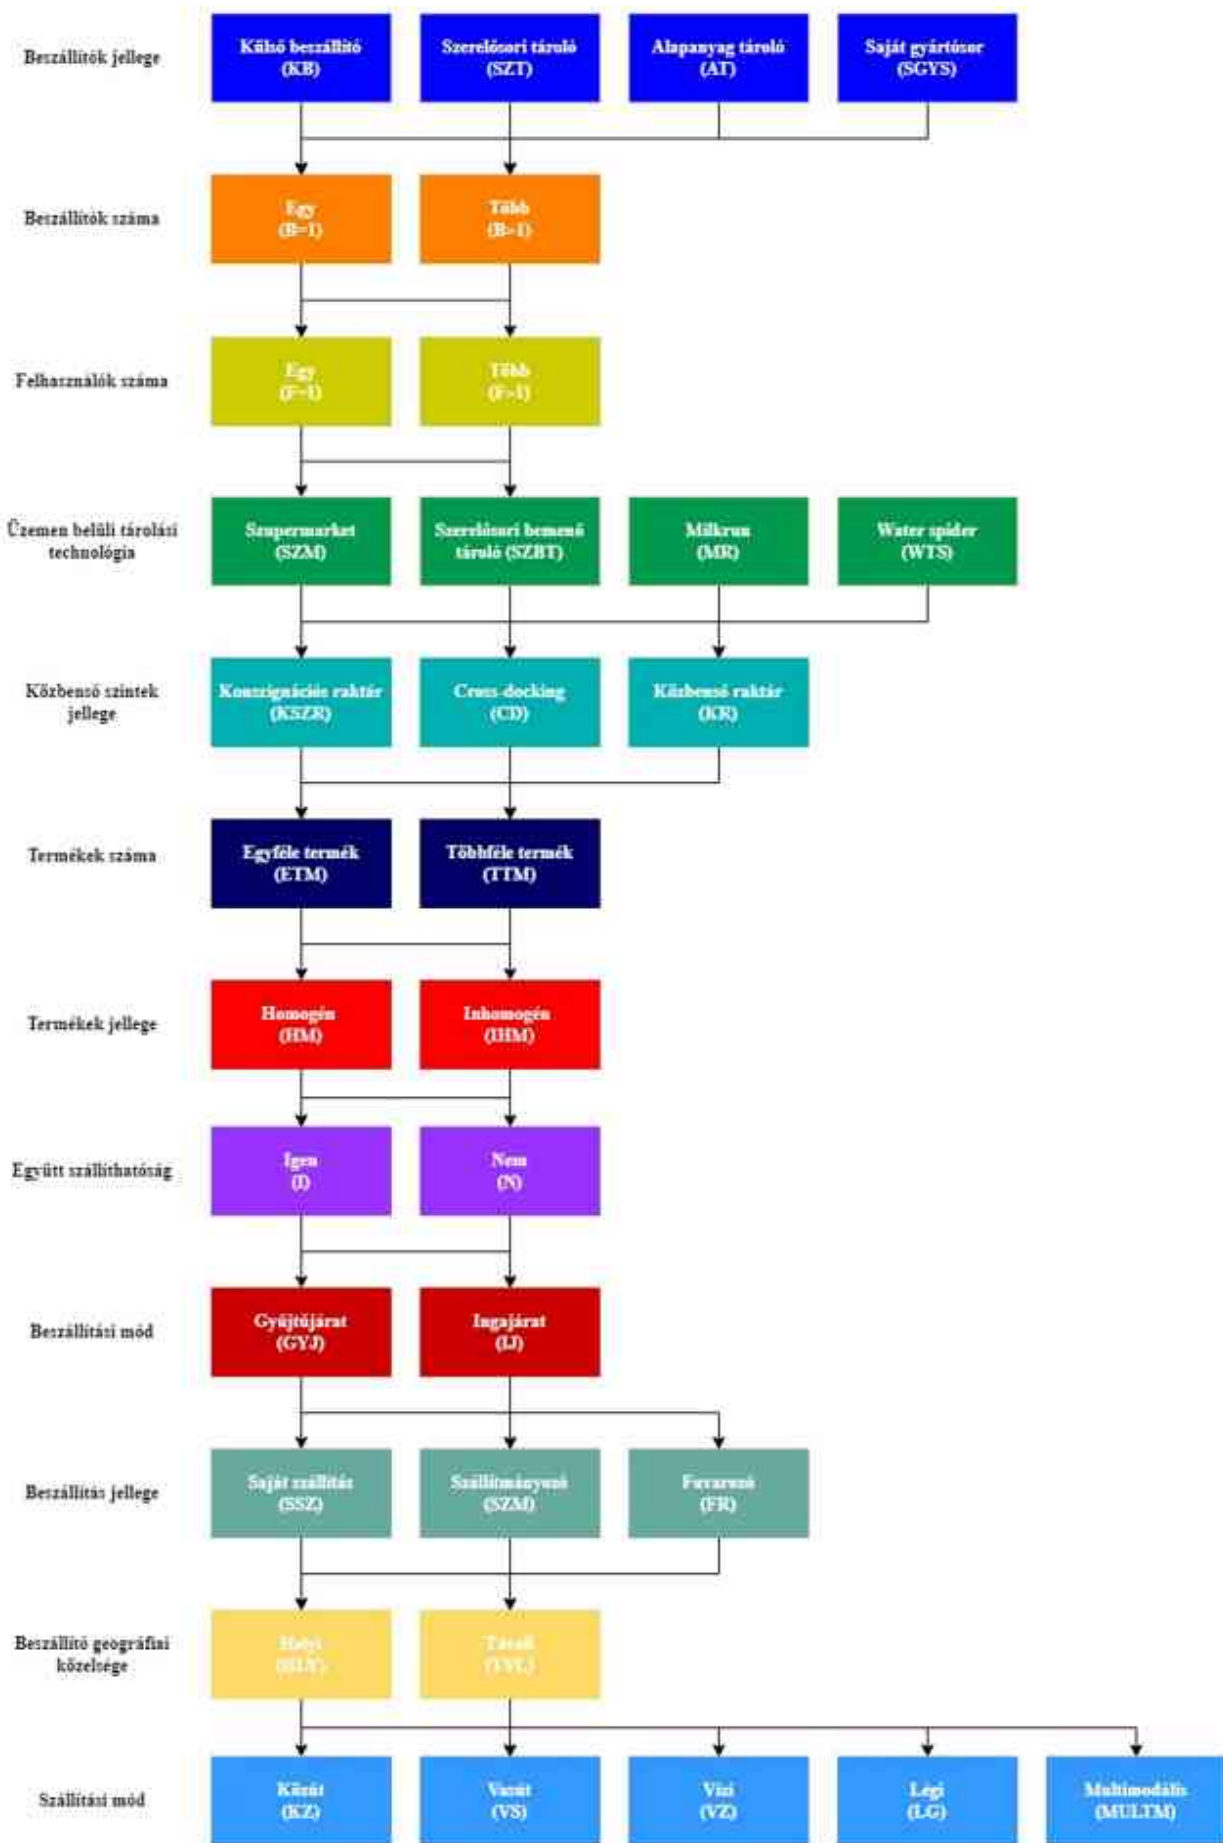 Beszállítók jellege
Külső beszállító
(KB)
Szerelősori tároló
(SZT)
Alapanyag tároló
(AT)
Saját gyártósor
(SGYS)
Beszállítók száma
Egy
(B=1)
Több
(B>1)
Felhasználók száma
Egy
(F=1)
Több
(F>1)
Üzemen belüli tárolási
technológia
Szupermarket
(SZM)
Szerelősori bemenő
tároló (SZBT)
Milkrun
(MR)
Water spider
(WTS)
Közbenső szintek
jellege
Konszignációs raktár
(KSZR)
Cross-docking
(CD)
Közbenső raktár
(KR)
Termékek száma
Egyféle termék
(ETM)
Többféle termék
(TTM)
Termékek jellege
Homogén
(HM)
Inhomogén
(IHM)
Együtt szállíthatóság
Igen
(I)
Nem
(N)
Beszállítási mód
Gyűjtűjárat
(GYJ)
Ingajárat
(IJ)
Beszállítás jellege
Saját szállítás
(SSZ)
Szállítmányozó
(SZM)
Fuvarozó
(FR)
Beszállító geográfiai
közelsége
Helyi
(HLY)
Távoli
(TVL)
Szállítási mód
Közút
(KZ)
Vasút
(VS)
Vízi
(VZ)
Légi
(LG)
Multimodális
(MULTM)